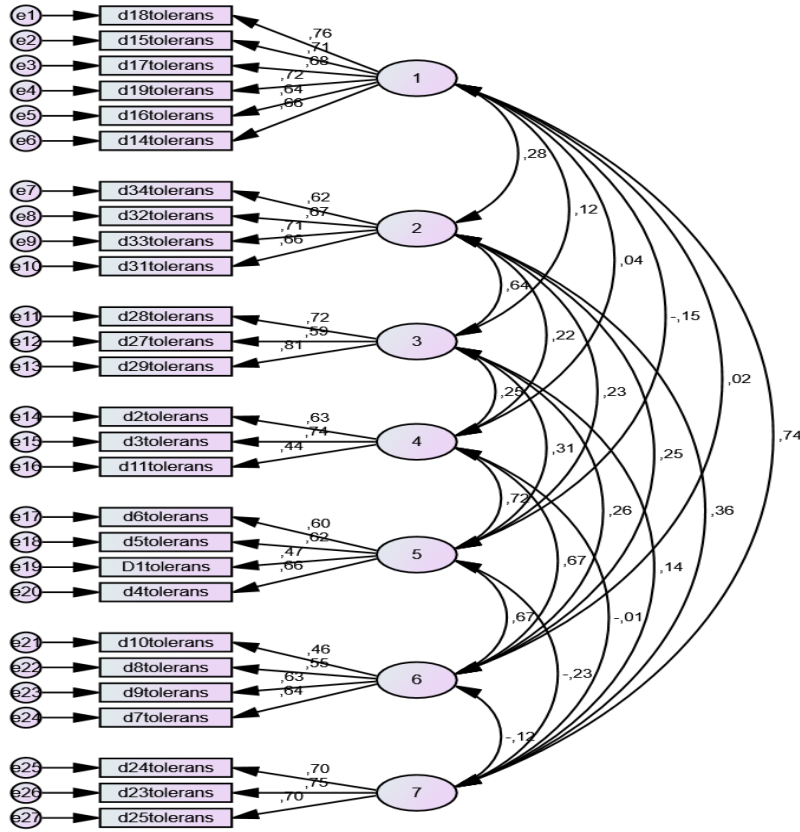 e1 d18tolerans
,76
e2 d15tolerans
,71
e3 d17tolerans
,68
1
e4 d19tolerans
,72
e5 d16tolerans
,64
e6 d14tolerans
,66
,28
e7 d34tolerans
,62
e8 d32tolerans
,67
,12
e9 d33tolerans
,71
2
e10 d31tolerans
,66
,04
,64
e11 d28tolerans
,72
-,15
e12 d27tolerans
,59
,22
3
e13 d29tolerans
,81
,02
,25
,23
e14 d2tolerans
,63
e15 d3tolerans
,74
4
,74
e16 d11tolerans
,44
,31
,25
,72
e17 d6tolerans
,60
,26
,36
e18 d5tolerans
,62
5
e19 D1tolerans
,47
,67
,14
e20 d4tolerans
,66
,67
-,01
e21 d10tolerans
,46
e22 d8tolerans
,55
-,23
e23 d9tolerans
,63
6
e24 d7tolerans
,64
-,12
e25 d24tolerans
,70
e26 d23tolerans
,75
7
e27 d25tolerans
,70